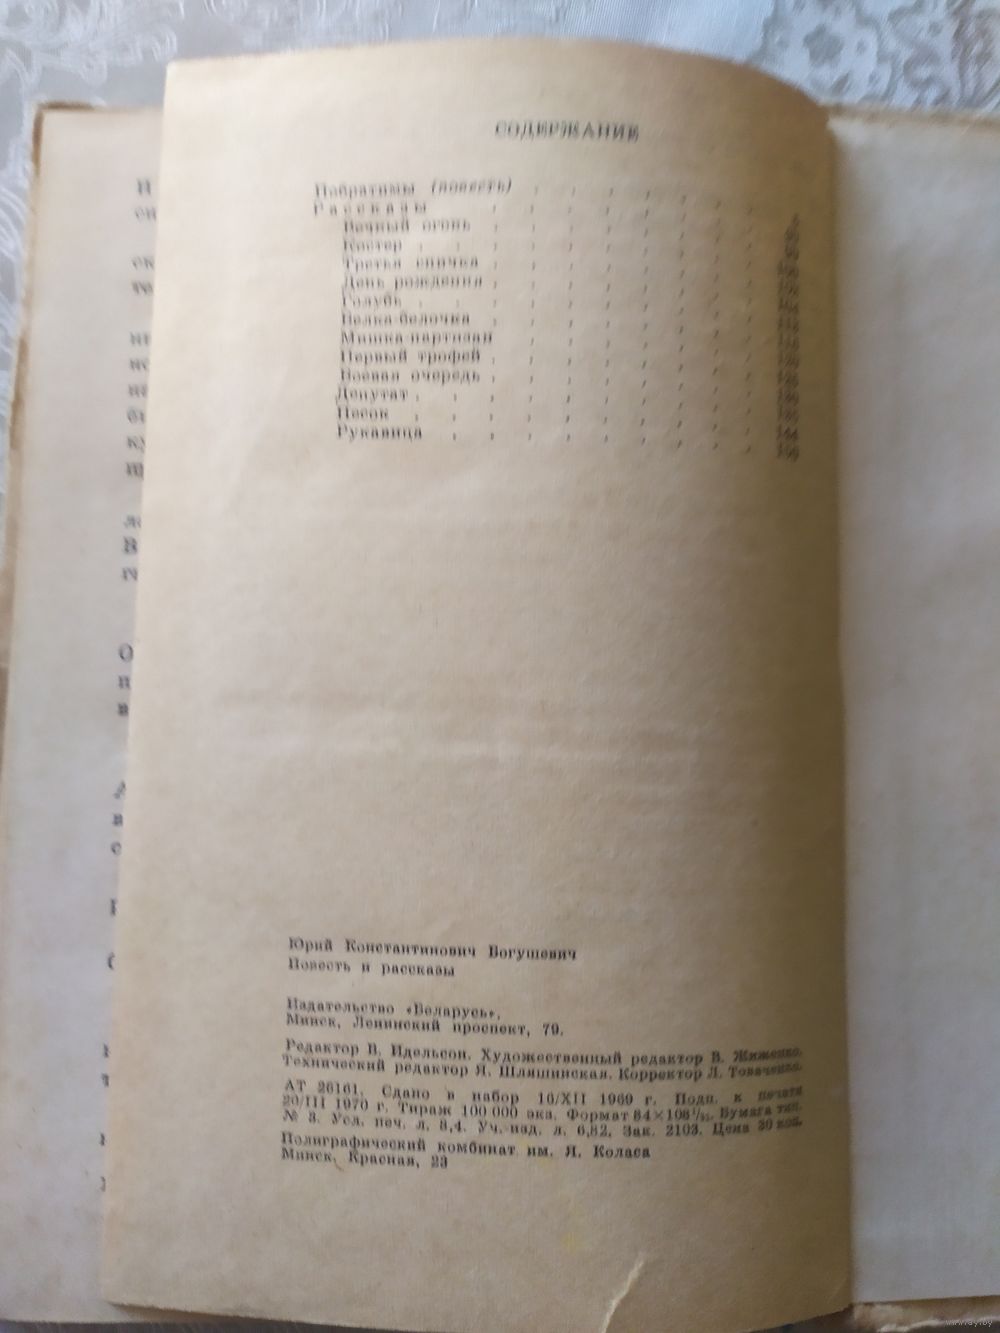 СОДЕРЖАНИЕ
Побратимы (повесть)
Рассказы
Вечный огонь
Костер
Третья спичка
День рождения
Голубь
Белка-белочка
Мишка-партизан
Первый трофей
Боевая очередь
Депутат
Песок
Рукавица
Юрий Константинович Богушевич
Повесть и рассказы
Издательство «Беларусь»,
Минск, Ленинский проспект, 79.
Редактор В. Идельсон. Художественный редактор В. Жиженко.
Технический редактор Я. Шляшинская. Корректор Л. Товаченко.
АТ 26161. Сдано в набор 16/XII 1969 г. Подп. к печати
20/III 1970 г. Тираж 100 000 экз. Формат 84×108 1/32. Бумага тип.
№ 3. Усл. печ. л. 8,4. Уч.-изд. л. 6,82. Зак. 2103. Цена 30 коп.
Полиграфический комбинат им. Я. Коласа
Минск, Красная, 23
www.ay.by